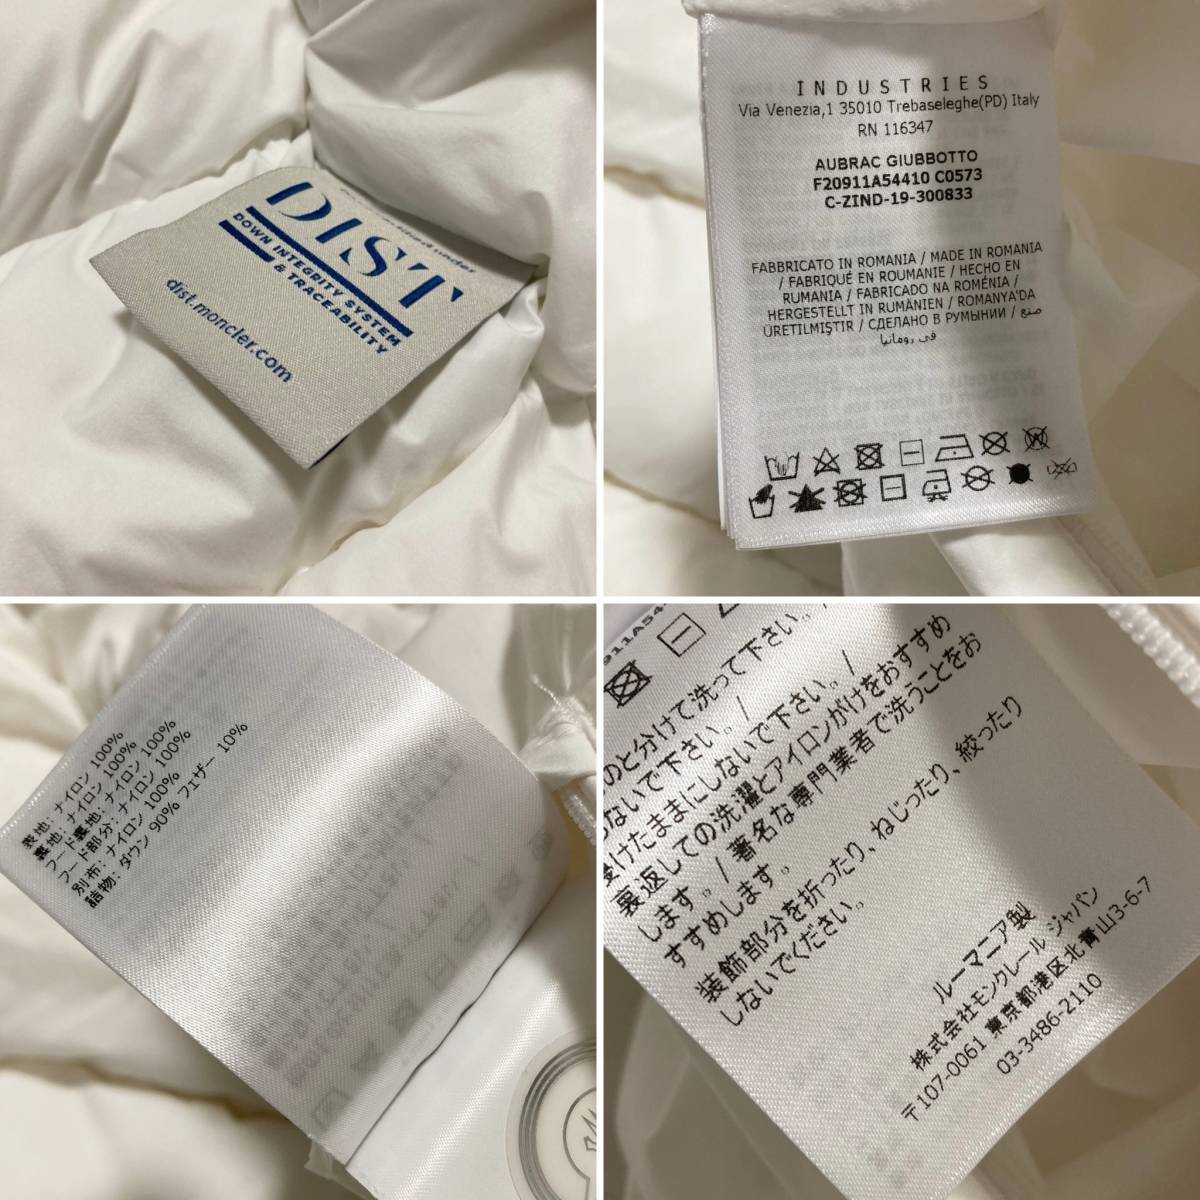 DIST
DOWN INTEGRITY SYSTEM
& TRACEABILITY
dist.moncler.com
INDUSTRIES
Via Venezia,1 35010 Trebaseleghe(PD) Italy
RN 116347
AUBRAC GIUBBOTTO
F20911A54410 C0573
C-ZIND-19-300833
FABBRICATO IN ROMANIA / MADE IN ROMANIA
/ FABRIQUÉ EN ROUMANIE / HECHO EN
RUMANIA / FABRICADO NA ROMÉNIA /
HERGESTELLT IN RUMÄNIEN / ROMANYA'DA
ÜRETILMIŞTIR / СДЕЛАНО В РУМЫНИИ / صنع
في رومانيا
表地: ナイロン 100%
裏地: ナイロン 100%
フード裏地: ナイロン 100%
フード部分: ナイロン 100%
別布: ナイロン 100%
詰物: ダウン 90% フェザー 10%
911A54
のと分けて洗って下さい。/
ないで下さい。/
けたままにしないで下さい。/
裏返しての洗濯とアイロンがけをおすすめ
します。/ 著名な専門業者で洗うことをお
すすめします。
装飾部分を折ったり、ねじったり、絞ったり
しないでください。
ルーマニア製
株式会社モンクレール ジャパン
〒107-0061 東京都港区北青山3-6-7
03-3486-2110